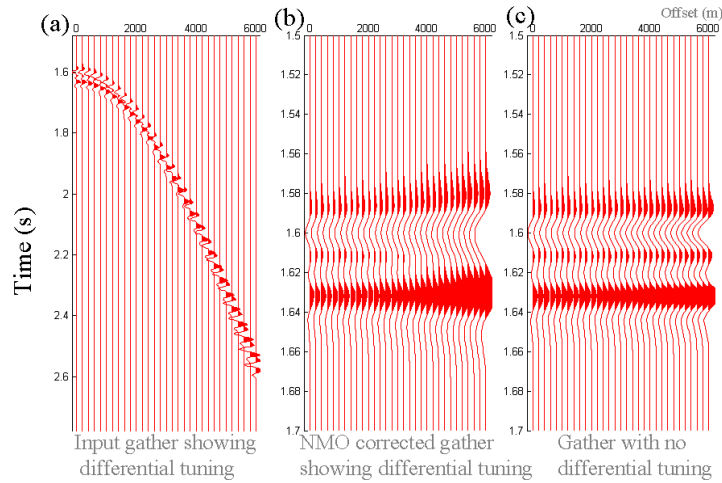 (a)
0 2000 4000 6000
1.6
1.8
2
2.2
2.4
2.6
Time (s)
Input gather showing
differential tuning
(b)
0 2000 4000 6000
1.5
1.52
1.54
1.56
1.58
1.6
1.62
1.64
1.66
1.68
1.7
NMO corrected gather
showing differential tuning
(c)
Offset (m)
0 2000 4000 6000
1.5
1.52
1.54
1.56
1.58
1.6
1.62
1.64
1.66
1.68
1.7
Gather with no
differential tuning